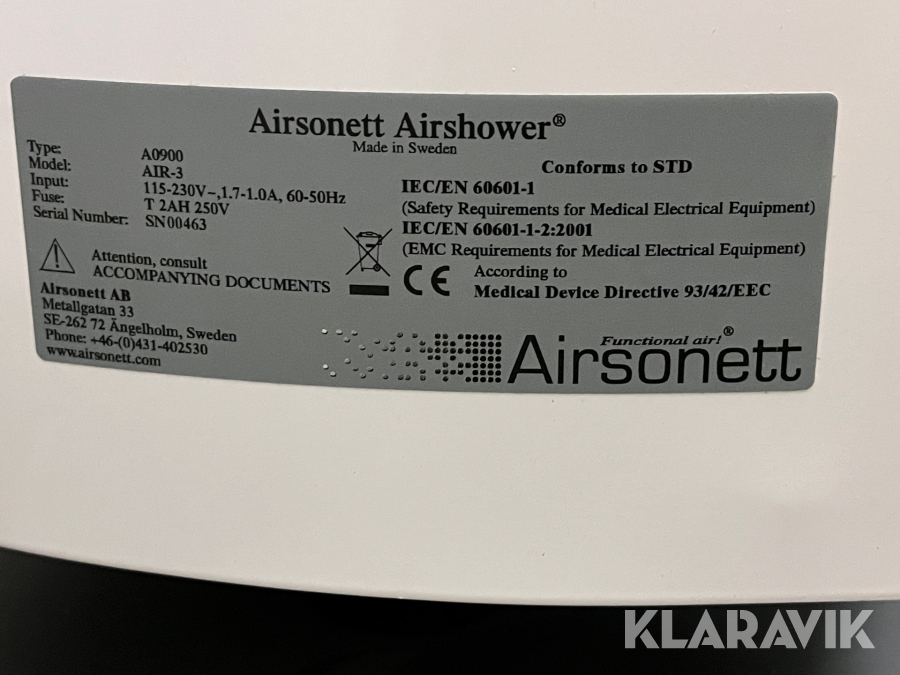 Airsonett Airshower®
Made in Sweden
Type: A0900
Model: AIR-3
Input: 115-230V~,1.7-1.0A, 60-50Hz
Fuse: T 2AH 250V
Serial Number: SN00463
Attention, consult
ACCOMPANYING DOCUMENTS
Airsonett AB
Metallgatan 33
SE-262 72 Ängelholm, Sweden
Phone: +46-(0)431-402530
www.airsonett.com
Conforms to STD
IEC/EN 60601-1
(Safety Requirements for Medical Electrical Equipment)
IEC/EN 60601-1-2:2001
(EMC Requirements for Medical Electrical Equipment)
CE According to
Medical Device Directive 93/42/EEC
Functional air!®
Airsonett
KLARAVIK